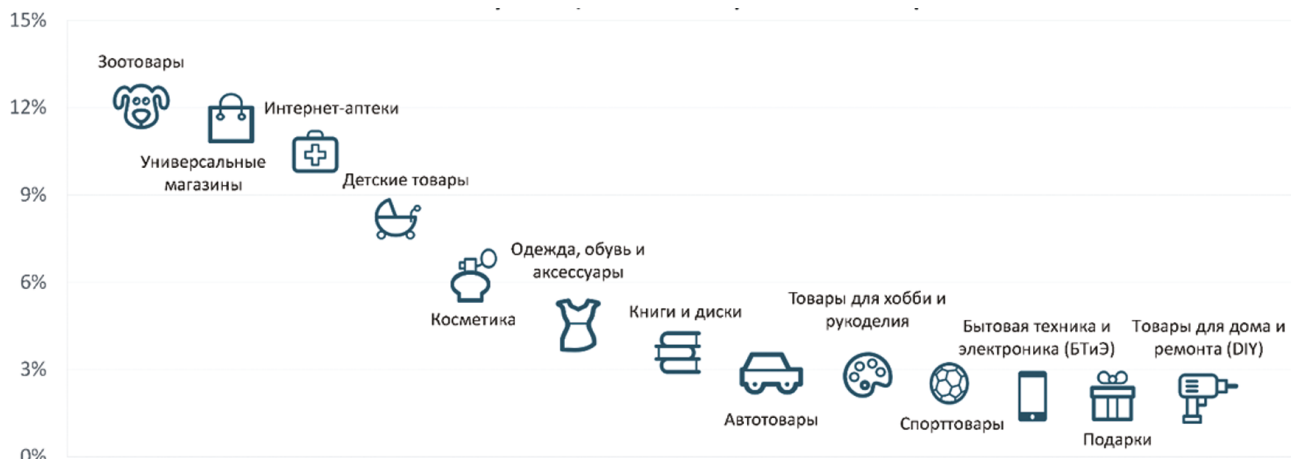 15%
Зоотовары
12%
Интернет-аптеки
Универсальные
магазины
Детские товары
9%
Одежда, обувь и
аксессуары
6%
Косметика
Книги и диски
Товары для хобби и
рукоделия
Бытовая техника и
электроника (БТиЭ)
Товары для дома и
ремонта (DIY)
3%
Автотовары
Спорттовары
Подарки
0%